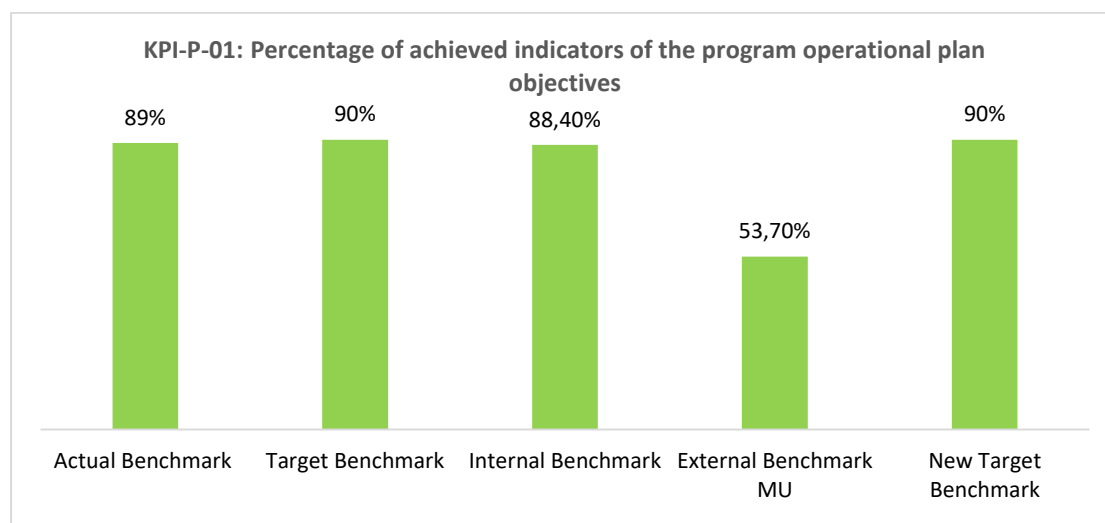 KPI-P-01: Percentage of achieved indicators of the program operational plan
objectives
89%
90%
88,40%
53,70%
90%
Actual Benchmark
Target Benchmark
Internal Benchmark
External Benchmark
MU
New Target
Benchmark